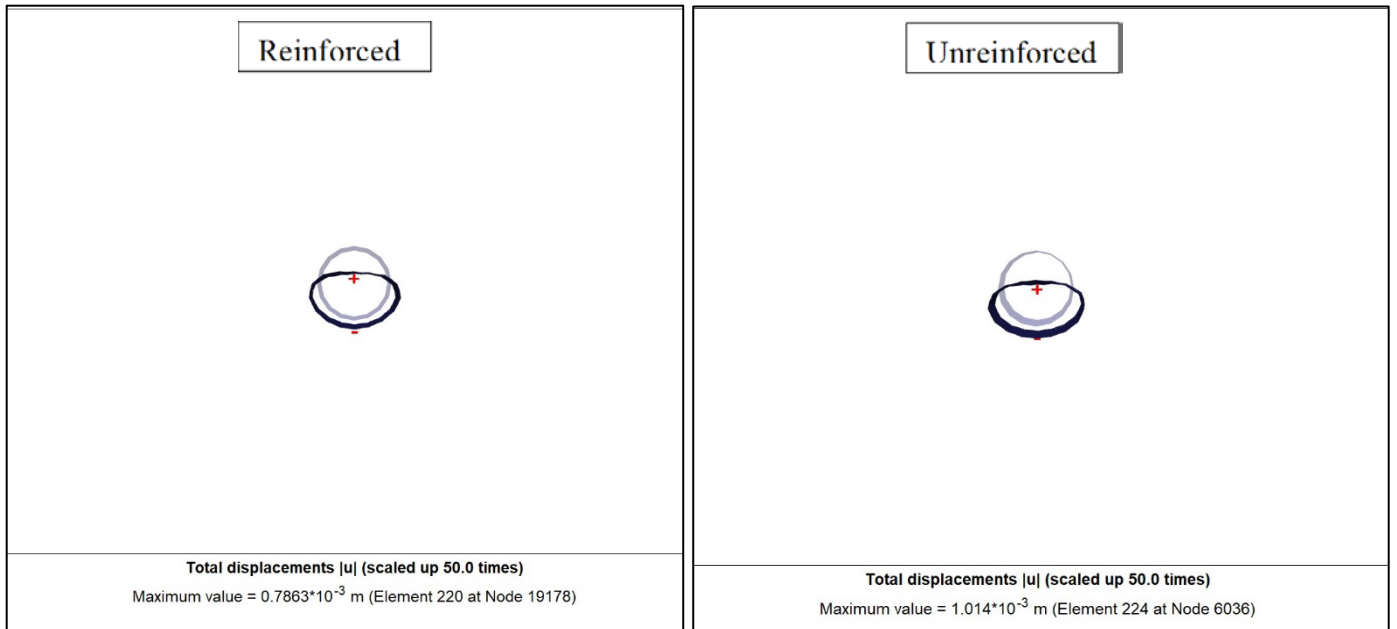 Reinforced
Total displacements |u| (scaled up 50.0 times)
Maximum value = 0.7863*10⁻³ m (Element 220 at Node 19178)
Unreinforced
Total displacements |u| (scaled up 50.0 times)
Maximum value = 1.014*10⁻³ m (Element 224 at Node 6036)